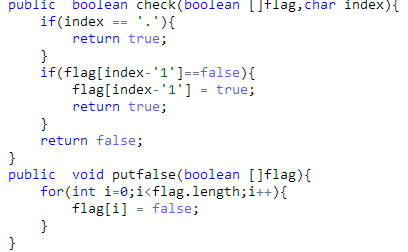 public  boolean check(boolean []flag,char index){
    if(index == '.'){
        return true;
    }
    if(flag[index-'1']==false){
        flag[index-'1'] = true;
        return true;
    }
    return false;
}
public  void putfalse(boolean []flag){
    for(int i=0;i<flag.length;i++){
        flag[i] = false;
    }
}